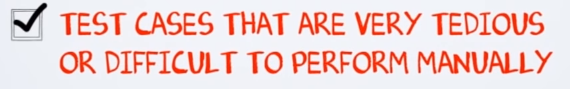 TEST CASES THAT ARE VERY TEDIOUS
OR DIFFICULT TO PERFORM MANUALLY